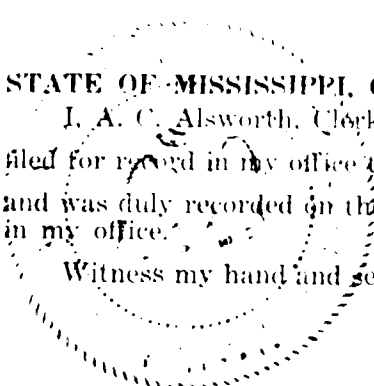 STATE OF MISSISSIPPI, C
I, A. C. Alsworth, Clerk
filed for record in my office
and was duly recorded on th
in my office.
Witness my hand and se